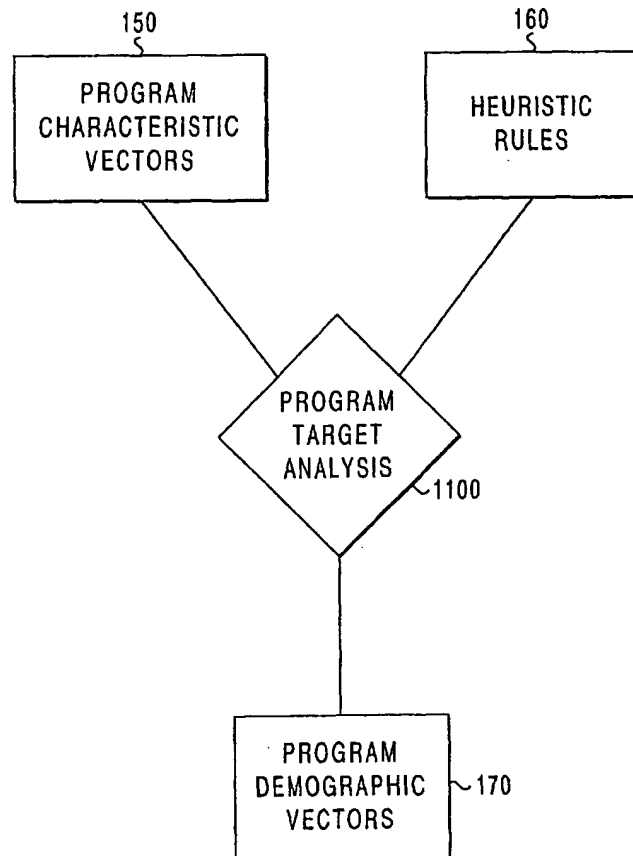 150
PROGRAM
CHARACTERISTIC
VECTORS
160
HEURISTIC
RULES
PROGRAM
TARGET
ANALYSIS
1100
PROGRAM
DEMOGRAPHIC
VECTORS
170